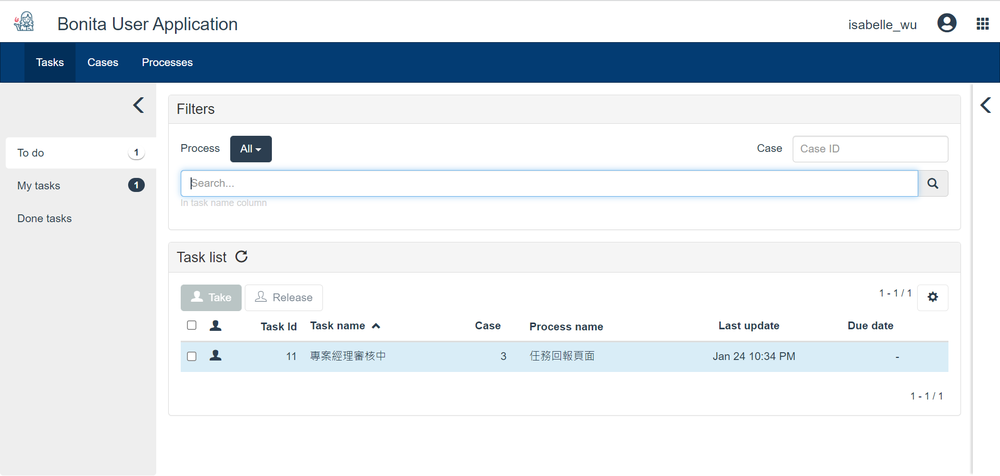 Bonita User Application
isabelle_wu
Tasks
Cases
Processes
To do
1
My tasks
1
Done tasks
Filters
Process
All
Case
Case ID
Search...
In task name column
Task list
Take
Release
1 - 1 / 1
Task Id
Task name
Case
Process name
Last update
Due date
11
專案經理審核中
3
任務回報頁面
Jan 24 10:34 PM
-
1 - 1 / 1